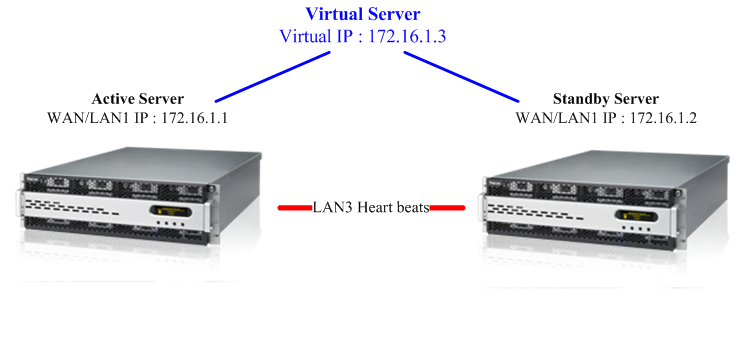 Virtual Server
Virtual IP : 172.16.1.3
Active Server
WAN/LAN1 IP : 172.16.1.1
Standby Server
WAN/LAN1 IP : 172.16.1.2
LAN3 Heart beats